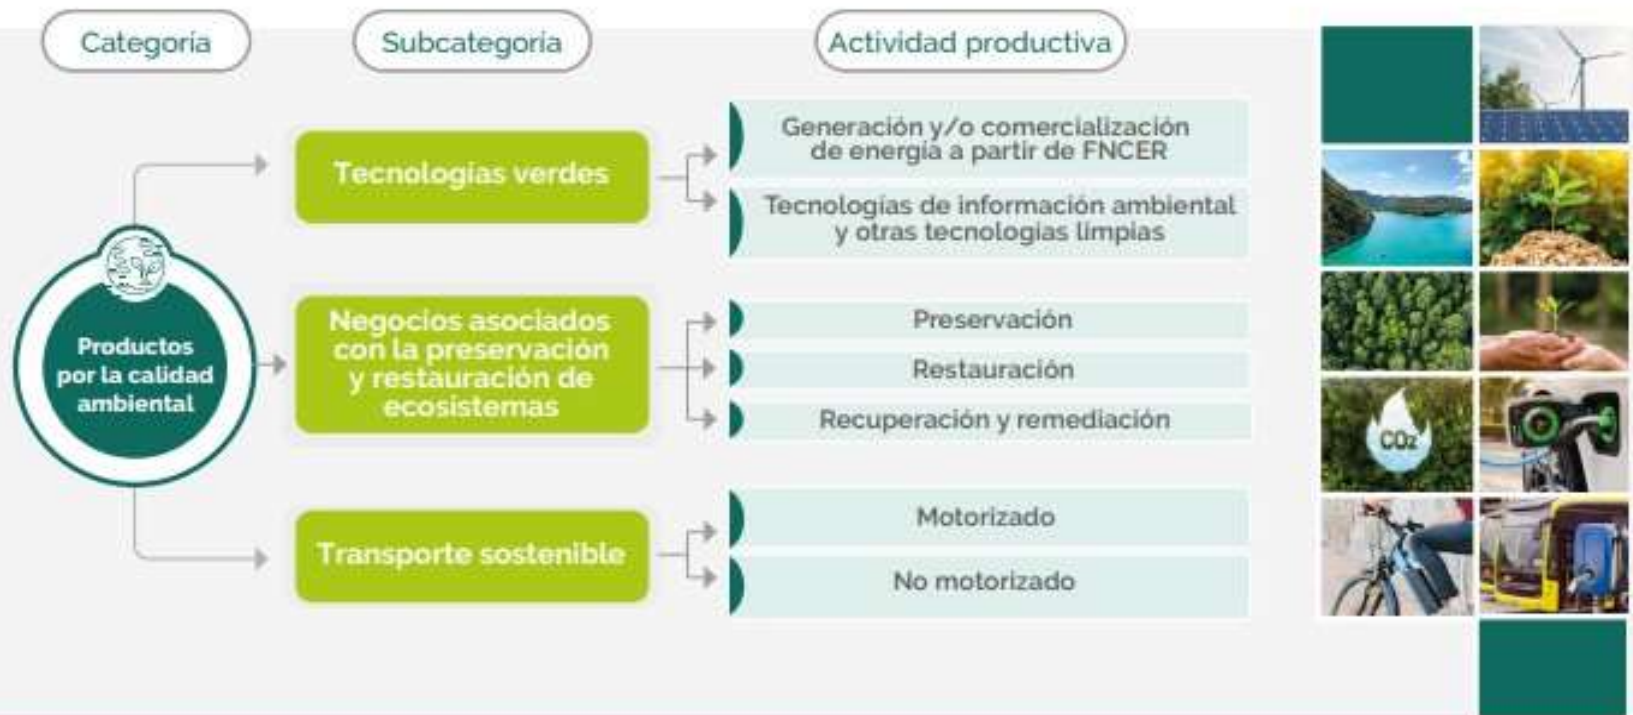 Categoría
Subcategoría
Actividad productiva
Productos
por la calidad
ambiental
Tecnologías verdes
Generación y/o comercialización
de energía a partir de FNCER
Tecnologías de información ambiental
y otras tecnologías limpias
Negocios asociados
con la preservación
y restauración de
ecosistemas
Preservación
Restauración
Recuperación y remediación
Transporte sostenible
Motorizado
No motorizado
CO2